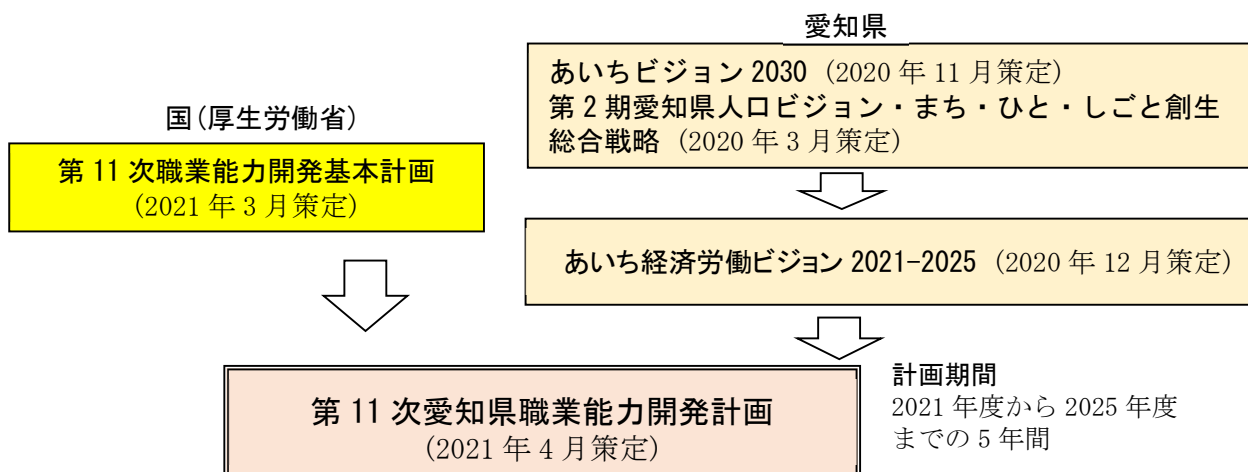 愛知県
あいちビジョン 2030 (2020 年 11 月策定)
第 2 期愛知県人口ビジョン・まち・ひと・しごと創生
総合戦略 (2020 年 3 月策定)
国(厚生労働省)
第 11 次職業能力開発基本計画
(2021 年 3 月策定)
あいち経済労働ビジョン 2021-2025 (2020 年 12 月策定)
第 11 次愛知県職業能力開発計画
(2021 年 4 月策定)
計画期間
2021 年度から 2025 年度
までの 5 年間